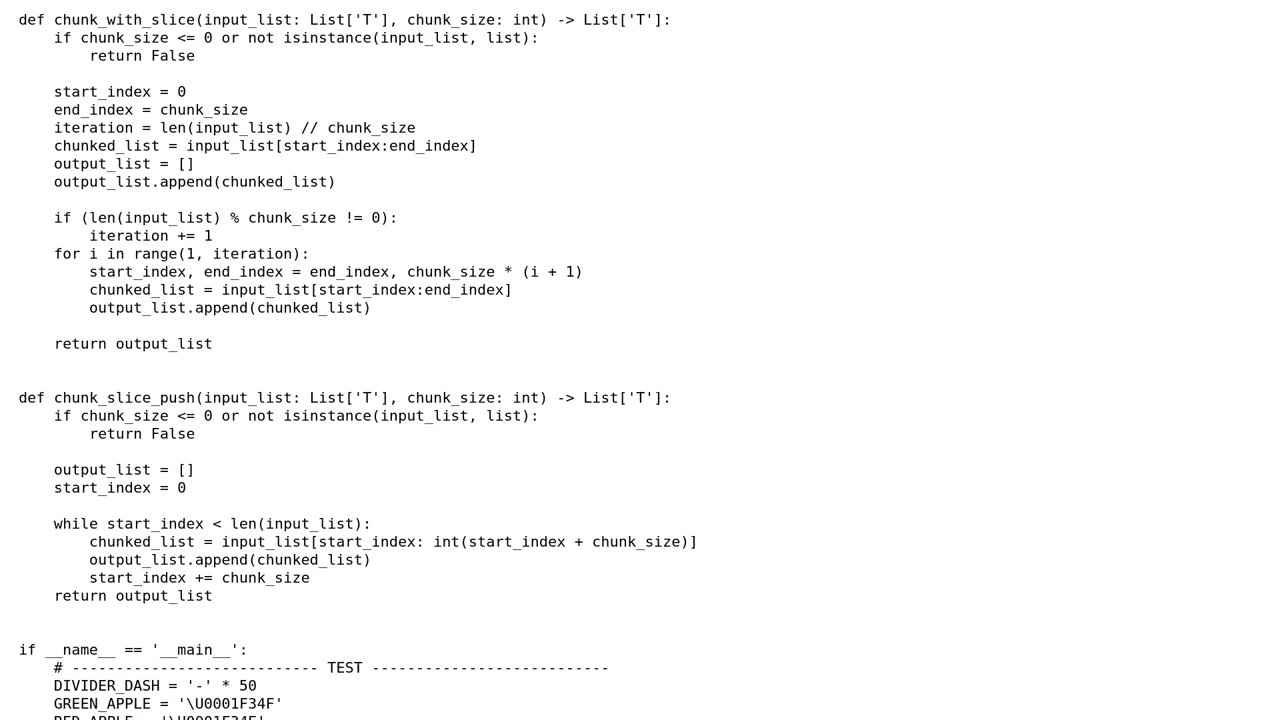 def chunk_with_slice(input_list: List['T'], chunk_size: int) -> List['T']:
    if chunk_size <= 0 or not isinstance(input_list, list):
        return False

    start_index = 0
    end_index = chunk_size
    iteration = len(input_list) // chunk_size
    chunked_list = input_list[start_index:end_index]
    output_list = []
    output_list.append(chunked_list)

    if (len(input_list) % chunk_size != 0):
        iteration += 1
    for i in range(1, iteration):
        start_index, end_index = end_index, chunk_size * (i + 1)
        chunked_list = input_list[start_index:end_index]
        output_list.append(chunked_list)

    return output_list


def chunk_slice_push(input_list: List['T'], chunk_size: int) -> List['T']:
    if chunk_size <= 0 or not isinstance(input_list, list):
        return False

    output_list = []
    start_index = 0

    while start_index < len(input_list):
        chunked_list = input_list[start_index: int(start_index + chunk_size)]
        output_list.append(chunked_list)
        start_index += chunk_size
    return output_list


if __name__ == '__main__':
    # ---------------------------- TEST ---------------------------
    DIVIDER_DASH = '-' * 50
    GREEN_APPLE = '\U0001F34F'